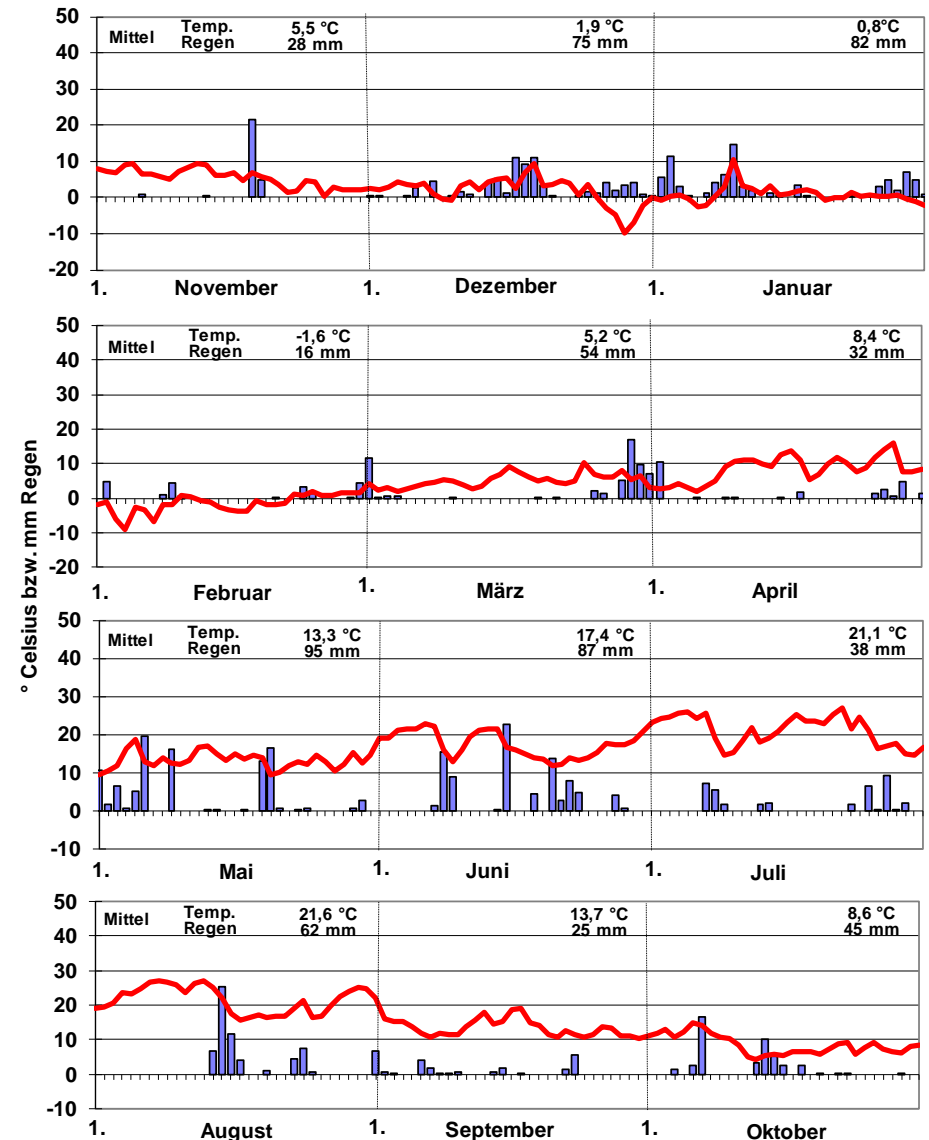 50
40
30
20
10
0
-10
-20
Mittel Temp. 5,5 °C 1,9 °C 0,8°C
Regen 28 mm 75 mm 82 mm
1. November 1. Dezember 1. Januar
50
40
30
20
10
0
-10
-20
Mittel Temp. -1,6 °C 5,2 °C 8,4 °C
Regen 16 mm 54 mm 32 mm
1. Februar 1. März 1. April
° Celsius bzw. mm Regen
50
40
30
20
10
0
-10
Mittel Temp. 13,3 °C 17,4 °C 21,1 °C
Regen 95 mm 87 mm 38 mm
1. Mai 1. Juni 1. Juli
50
40
30
20
10
0
-10
Mittel Temp. 21,6 °C 13,7 °C 8,6 °C
Regen 62 mm 25 mm 45 mm
1. August 1. September 1. Oktober